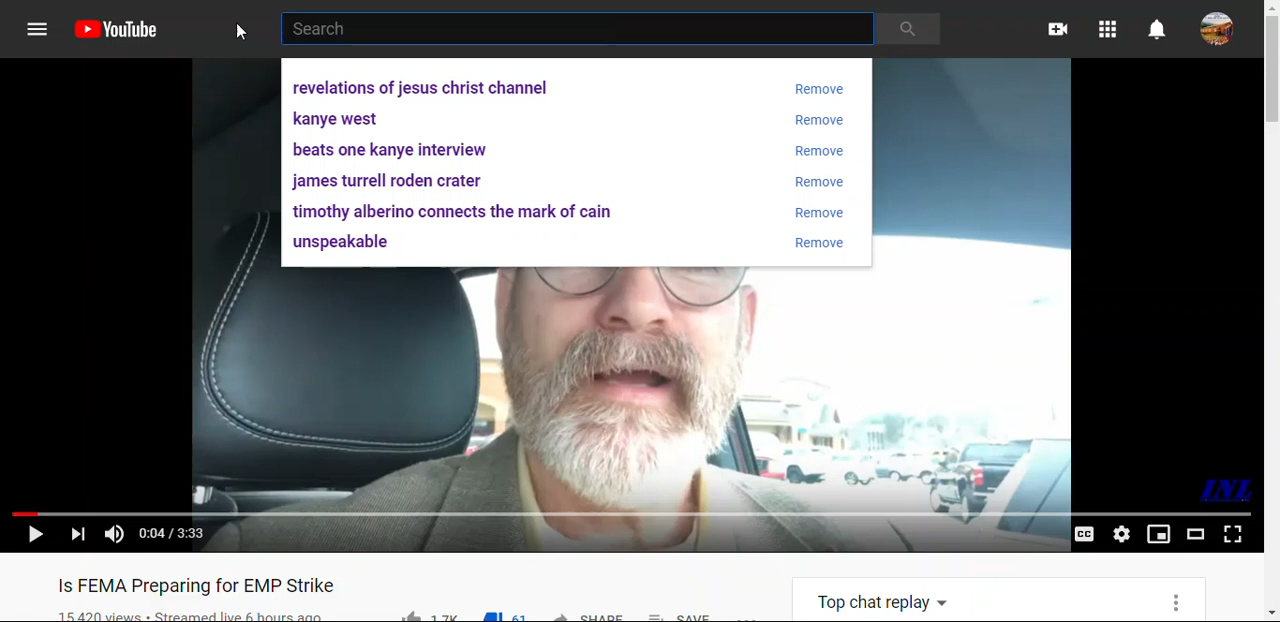 YouTube
Search
revelations of jesus christ channel Remove
kanye west Remove
beats one kanye interview Remove
james turrell roden crater Remove
timothy alberino connects the mark of cain Remove
unspeakable Remove
INL
0:04 / 3:33
CC
Is FEMA Preparing for EMP Strike
Top chat replay
15,420 views • Streamed live 6 hours ago 1.7K 61 SHARE SAVE